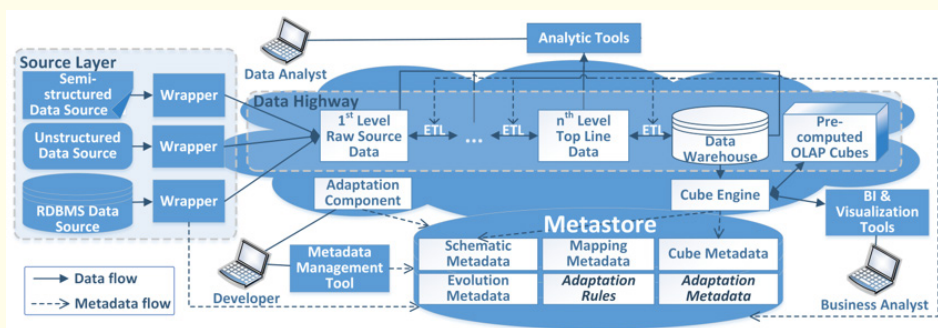 Analytic Tools
Data Analyst
Source Layer
Semi-
structured
Data Source
Wrapper
Unstructured
Data Source
Wrapper
RDBMS Data
Source
Wrapper
Data Highway
1st Level
Raw Source
Data
ETL
...
ETL
nth Level
Top Line
Data
ETL
Data
Warehouse
Pre-
computed
OLAP Cubes
Adaptation
Component
Cube Engine
BI &
Visualization
Tools
Metastore
Schematic
Metadata
Mapping
Metadata
Cube Metadata
Evolution
Metadata
Adaptation
Rules
Adaptation
Metadata
Metadata
Management
Tool
Developer
Business Analyst
Data flow
Metadata flow